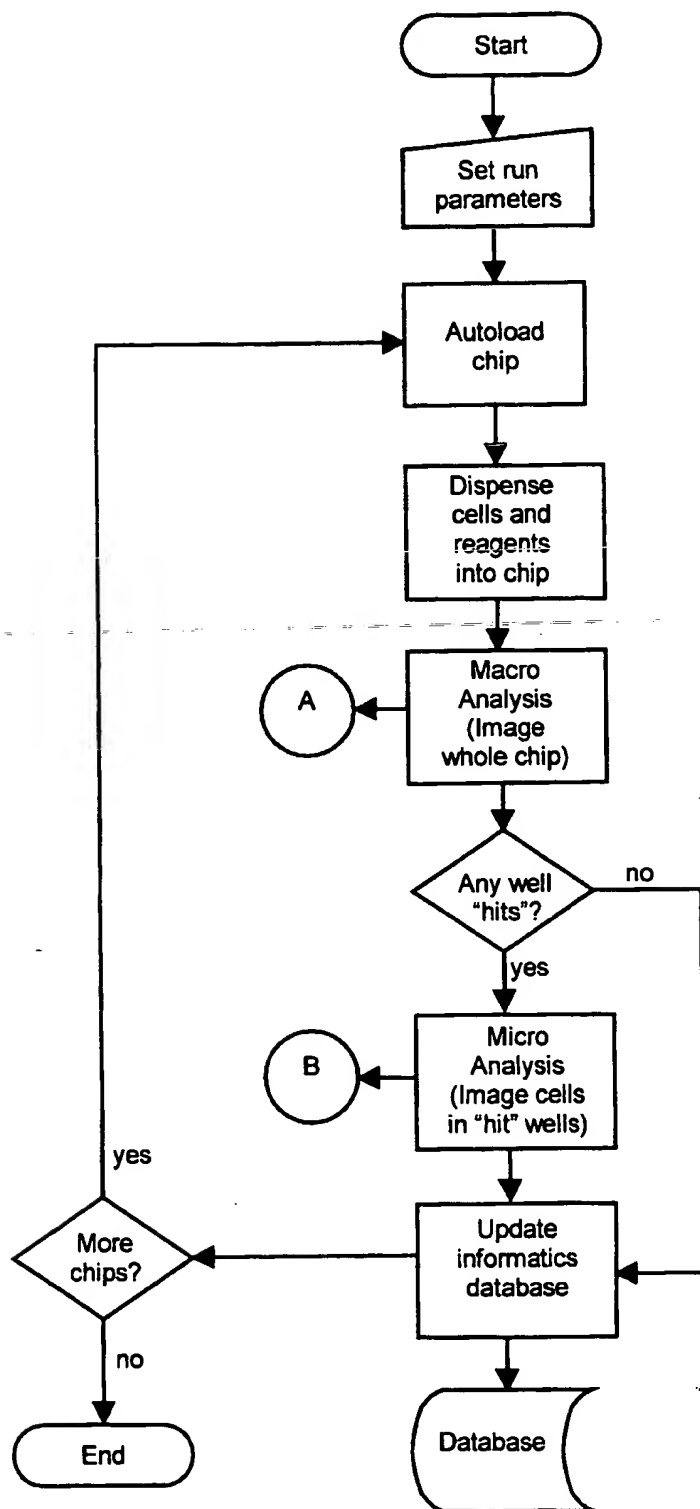 Start
Set run
parameters
Autoload
chip
Dispense
cells and
reagents
into chip
Macro
Analysis
(Image
whole chip)
A
Any well
“hits”?
no
yes
Micro
Analysis
(Image cells
in “hit” wells)
B
Update
informatics
database
Database
More
chips?
yes
no
End